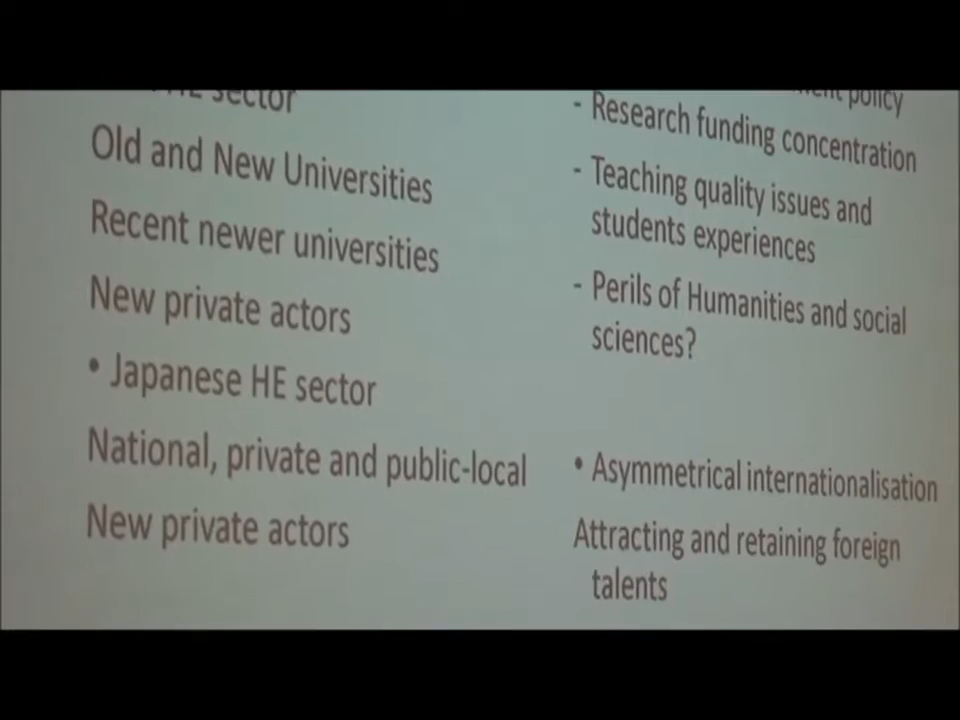 HE sector
Old and New Universities
Recent newer universities
New private actors
• Japanese HE sector
National, private and public-local
New private actors
policy
- Research funding concentration
- Teaching quality issues and
students experiences
- Perils of Humanities and social
sciences?
• Asymmetrical internationalisation
Attracting and retaining foreign
talents